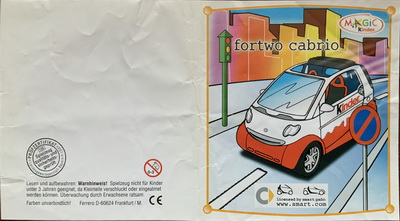 Lesen und aufbewahren: Warnhinweis! Spielzeug nicht für Kinder
unter 3 Jahren geeignet, da Kleinteile verschluckt oder eingeatmet
werden können. Überwachung durch Erwachsene ratsam.
Farben unverbindlich! Ferrero D-60624 Frankfurt / M.
0-3
MAGIC
Kinder
fortwo cabrio
Kinder
licensed by smart gmbh
www.smart.com